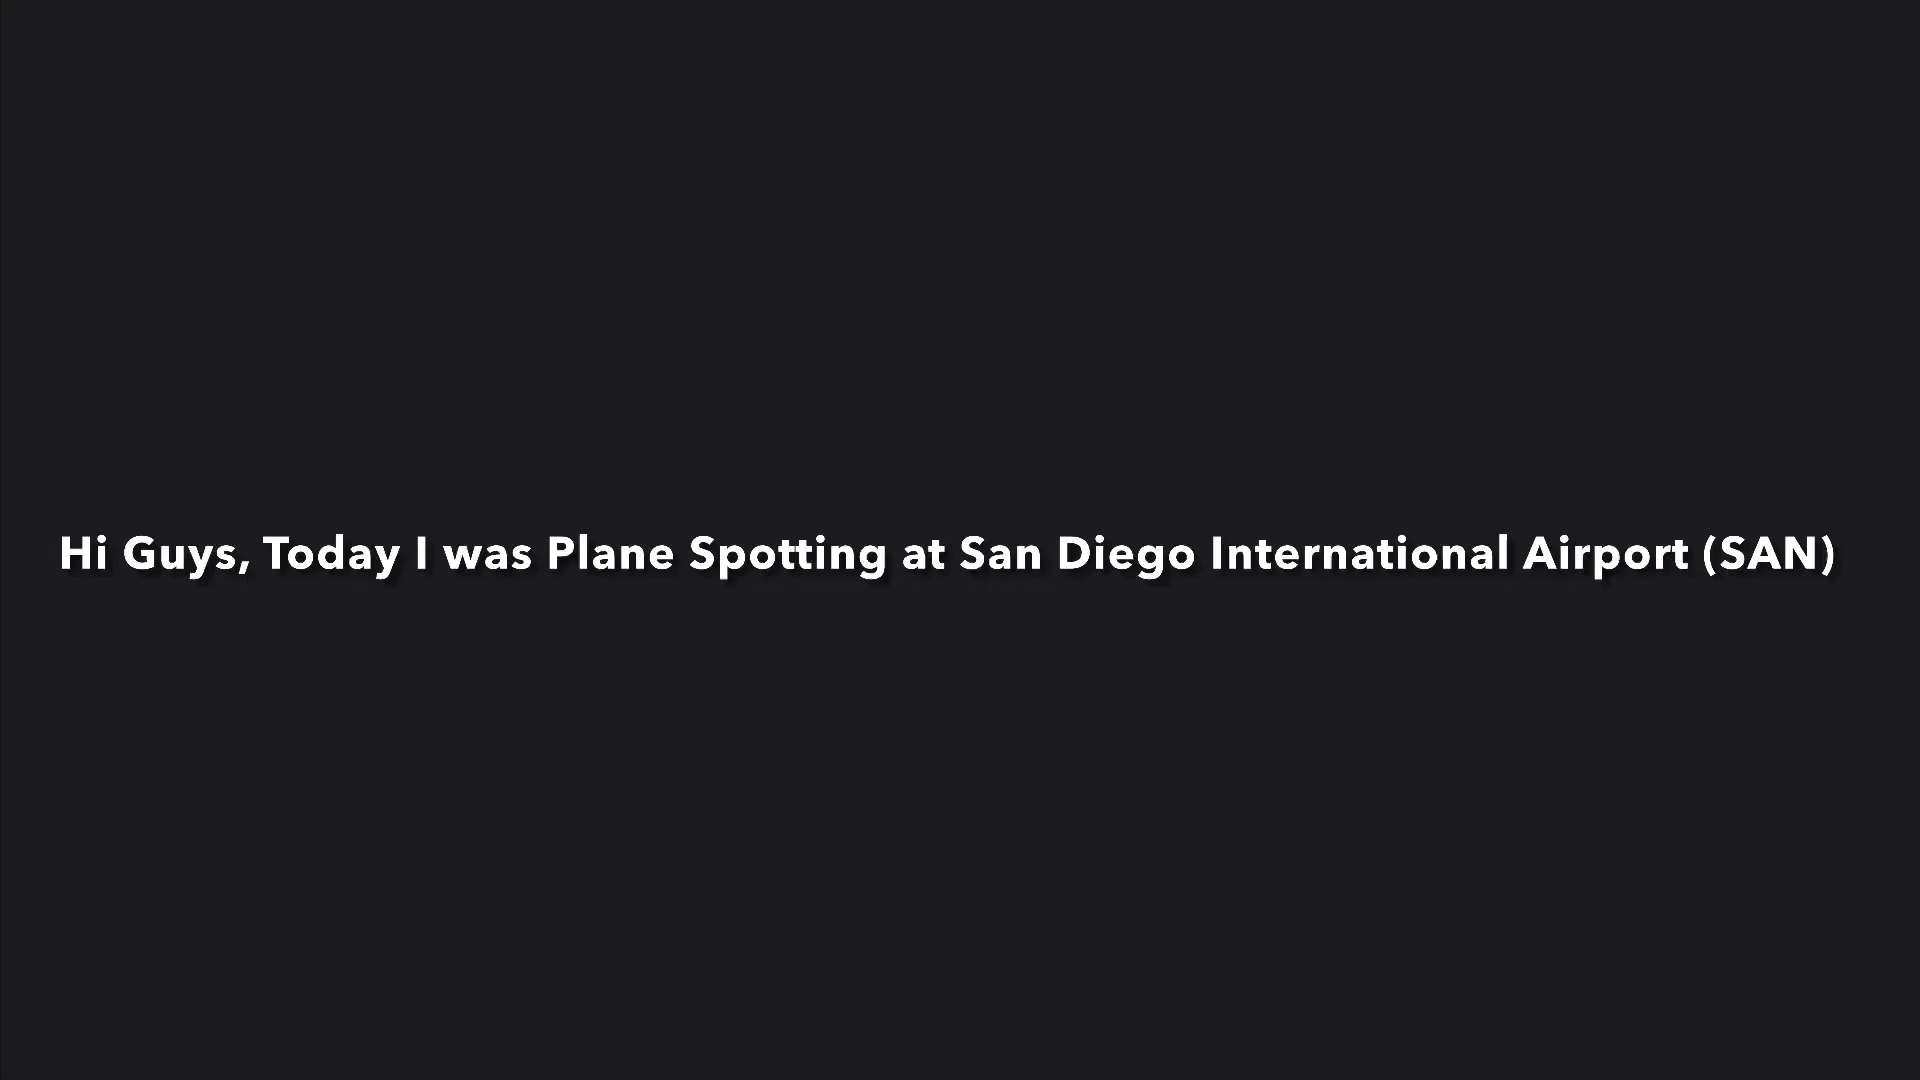 Hi Guys, Today I was Plane Spotting at San Diego International Airport (SAN)